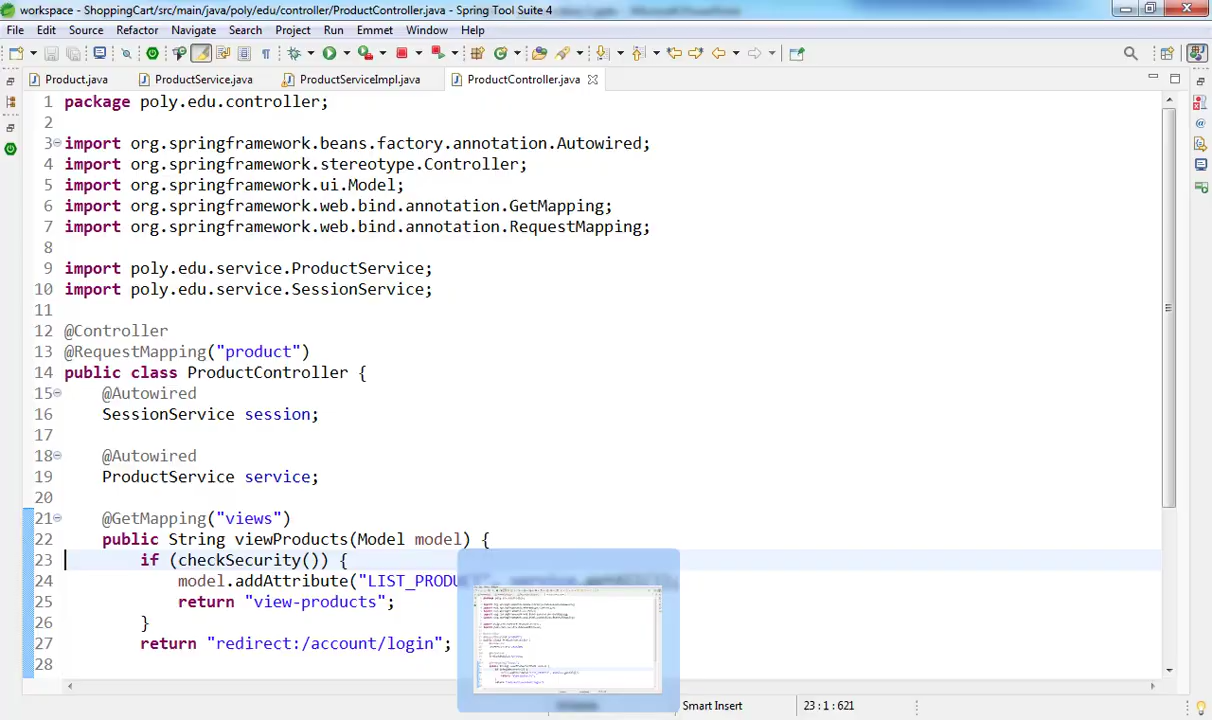 workspace - ShoppingCart/src/main/java/poly/edu/controller/ProductController.java - Spring Tool Suite 4
File Edit Source Refactor Navigate Search Project Run Emmet Window Help
Product.java ProductService.java ProductServiceImpl.java ProductController.java
1 package poly.edu.controller;
2
3 import org.springframework.beans.factory.annotation.Autowired;
4 import org.springframework.stereotype.Controller;
5 import org.springframework.ui.Model;
6 import org.springframework.web.bind.annotation.GetMapping;
7 import org.springframework.web.bind.annotation.RequestMapping;
8
9 import poly.edu.service.ProductService;
10 import poly.edu.service.SessionService;
11
12 @Controller
13 @RequestMapping("product")
14 public class ProductController {
15 @Autowired
16 SessionService session;
17
18 @Autowired
19 ProductService service;
20
21 @GetMapping("views")
22 public String viewProducts(Model model) {
23 if (checkSecurity()) {
24 model.addAttribute("LIST_PRODU
25 return "view-products";
26 }
27 return "redirect:/account/login";
28
Smart Insert 23 : 1 : 621